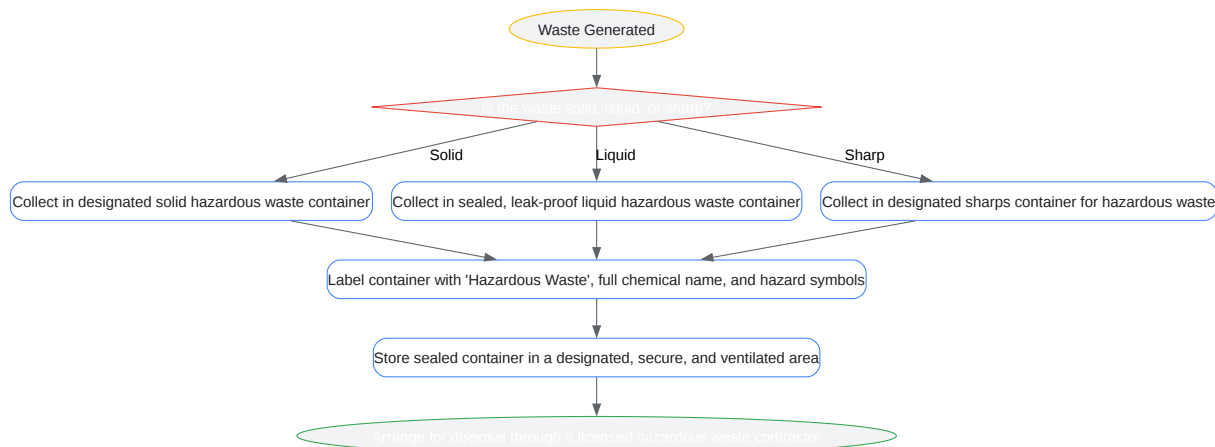 Waste Generated
Is the waste solid, liquid, or sharp?
Solid
Liquid
Sharp
Collect in designated solid hazardous waste container
Collect in sealed, leak-proof liquid hazardous waste container
Collect in designated sharps container for hazardous waste
Label container with 'Hazardous Waste', full chemical name, and hazard symbols
Store sealed container in a designated, secure, and ventilated area
Arrange for disposal through a licensed hazardous waste contractor